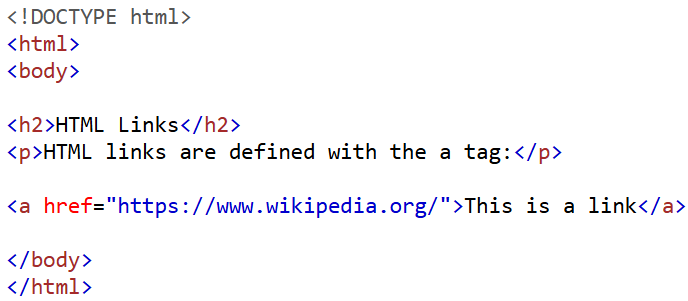 <!DOCTYPE html>
<html>
<body>
<h2>HTML Links</h2>
<p>HTML links are defined with the a tag:</p>
<a href="https://www.wikipedia.org/">This is a link</a>
</body>
</html>